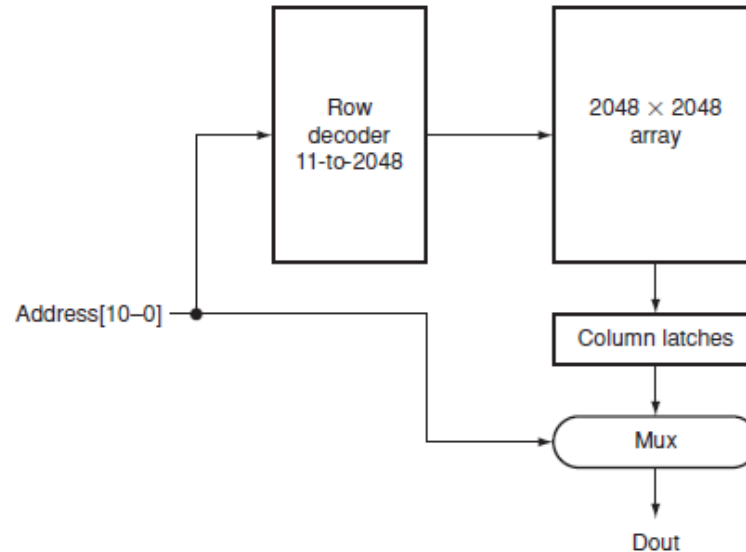 Row
decoder
11-to-2048
2048 × 2048
array
Address[10–0]
Column latches
Mux
Dout